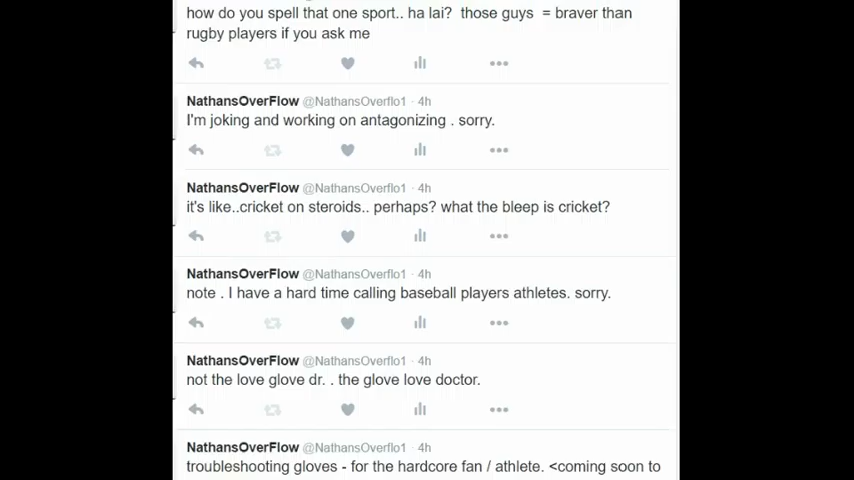 how do you spell that one sport.. ha lai? those guys = braver than
rugby players if you ask me
NathansOverFlow @NathansOverflo1 · 4h
I'm joking and working on antagonizing . sorry.
NathansOverFlow @NathansOverflo1 · 4h
it's like..cricket on steroids.. perhaps? what the bleep is cricket?
NathansOverFlow @NathansOverflo1 · 4h
note . I have a hard time calling baseball players athletes. sorry.
NathansOverFlow @NathansOverflo1 · 4h
not the love glove dr. . the glove love doctor.
NathansOverFlow @NathansOverflo1 · 4h
troubleshooting gloves - for the hardcore fan / athlete. <coming soon to